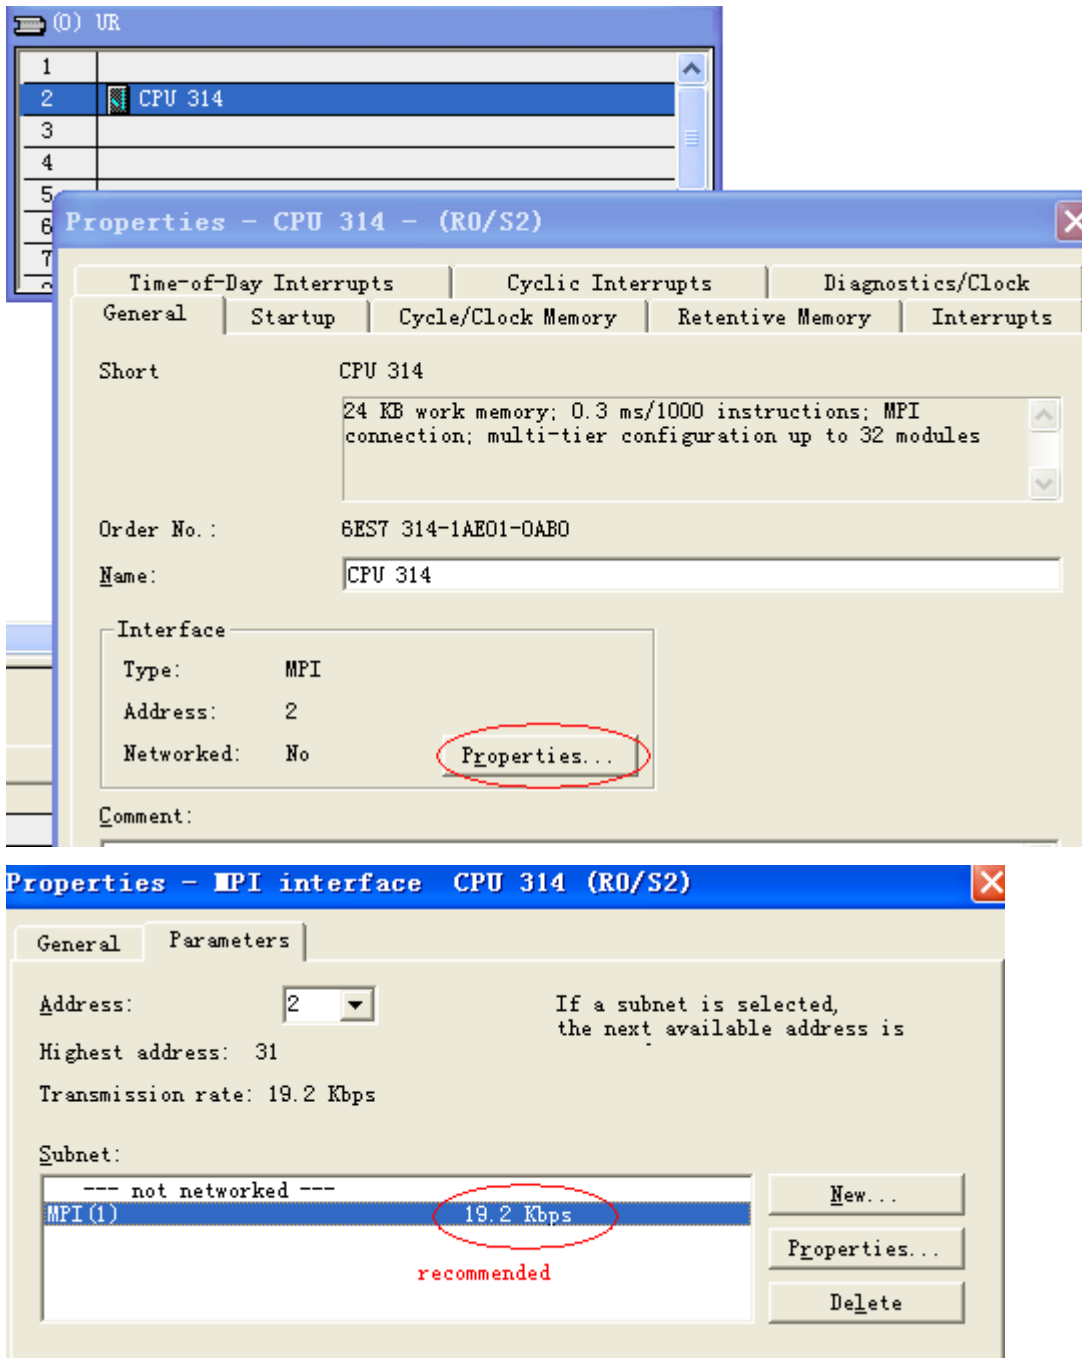 (0) UR
1
2 CPU 314
3
4
5
6
7
Properties - CPU 314 - (R0/S2)
Time-of-Day Interrupts Cyclic Interrupts Diagnostics/Clock
General Startup Cycle/Clock Memory Retentive Memory Interrupts
Short CPU 314
24 KB work memory; 0.3 ms/1000 instructions; MPI
connection; multi-tier configuration up to 32 modules
Order No.: 6ES7 314-1AE01-0AB0
Name: CPU 314
Interface
Type: MPI
Address: 2
Networked: No Properties...
Comment:
Properties - MPI interface CPU 314 (R0/S2)
General Parameters
Address: 2 If a subnet is selected,
the next available address is
Highest address: 31
Transmission rate: 19.2 Kbps
Subnet:
--- not networked --- New...
MPI(1) 19.2 Kbps
Properties...
recommended
Delete